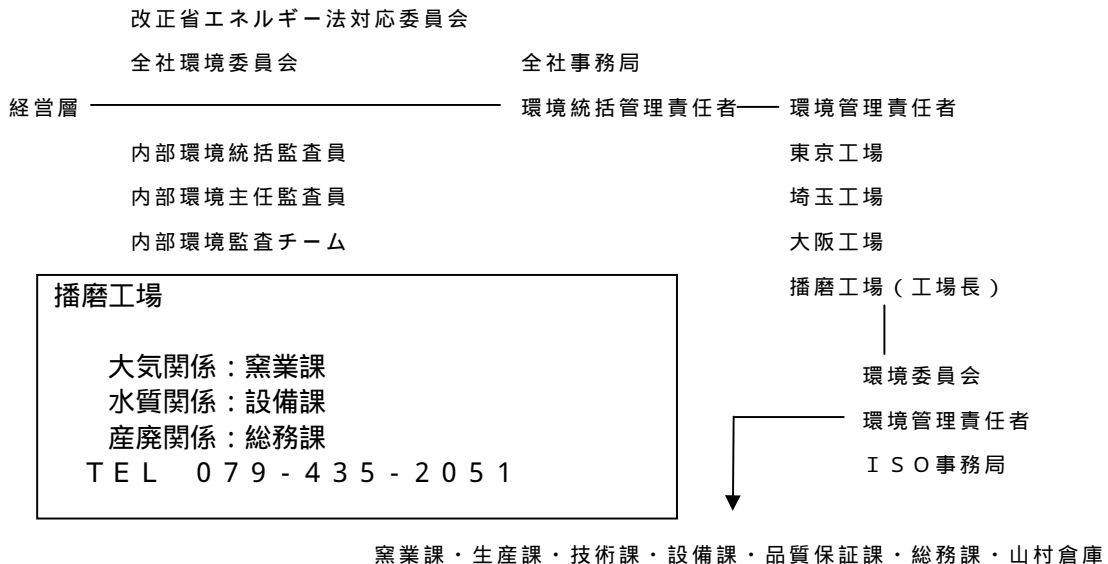 改正省エネルギー法対応委員会
全社環境委員会 全社事務局
経営層 環境統括管理責任者 環境管理責任者
内部環境統括監査員 東京工場
内部環境主任監査員 埼玉工場
内部環境監査チーム 大阪工場
播磨工場(工場長)
播磨工場
大気関係:窯業課
水質関係:設備課
産廃関係:総務課
TEL 079-435-2051
環境委員会
環境管理責任者
ISO事務局
窯業課・生産課・技術課・設備課・品質保証課・総務課・山村倉庫